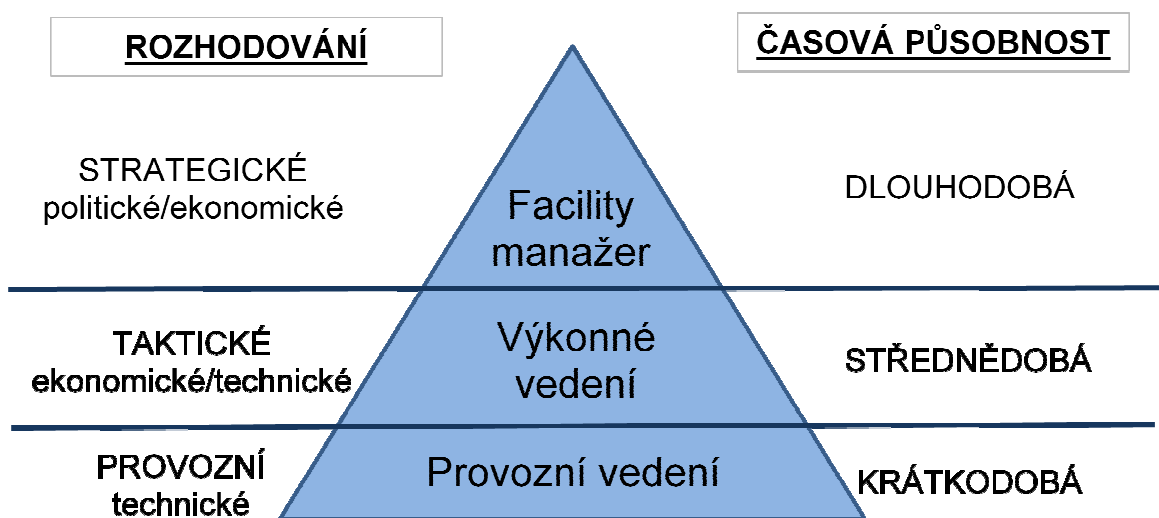 ROZHODOVÁNÍ
ČASOVÁ PŮSOBNOST
STRATEGICKÉ
politické/ekonomické
Facility
manažer
DLOUHODOBÁ
TAKTICKÉ
ekonomické/technické
Výkonné
vedení
STŘEDNĚDOBÁ
PROVOZNÍ
technické
Provozní vedení
KRÁTKODOBÁ